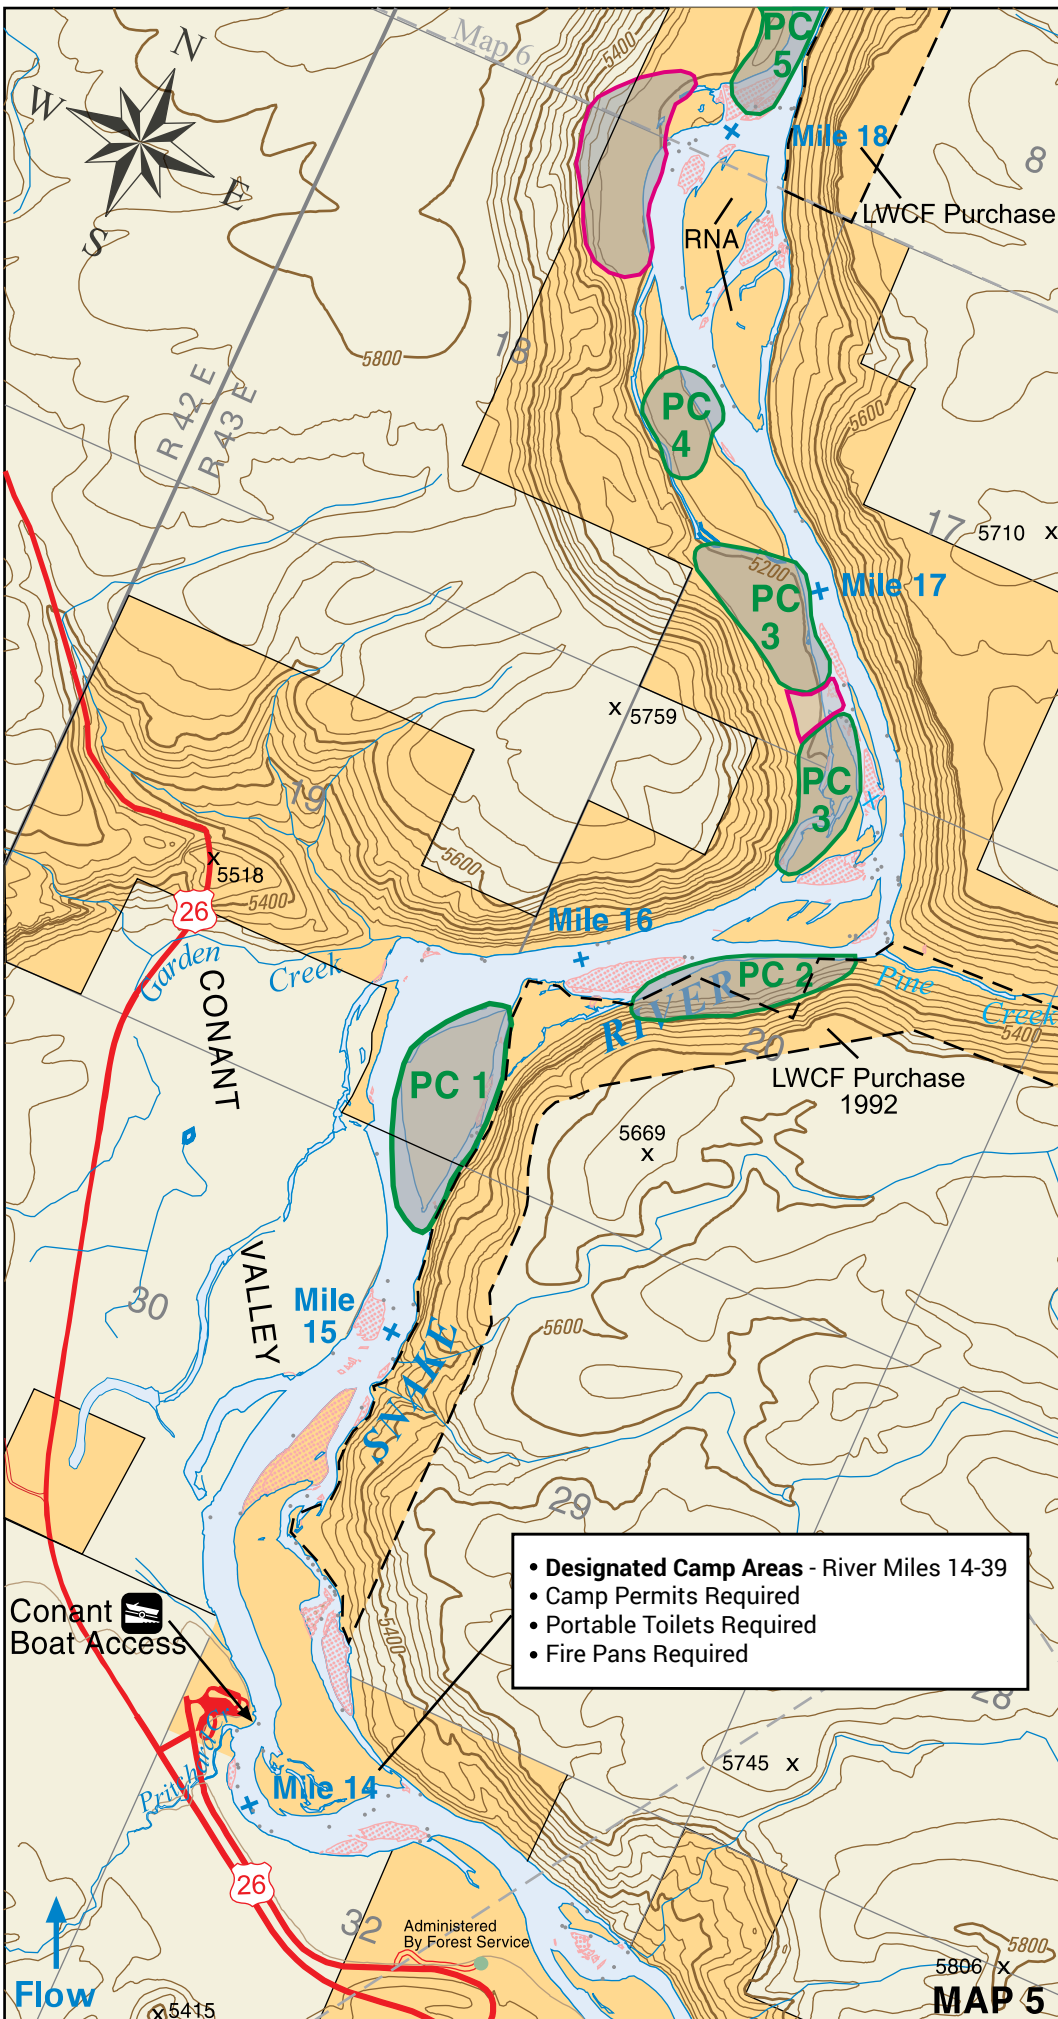 Map 6
5400
PC
5
N
W
E
S
Mile 18
8
LWCF Purchase
RNA
18
5800
R 42 E
R 43 E
PC
4
5600
17
5710 x
5200
PC
3
Mile 17
x 5759
PC
3
19
x
5518
5600
5400
26
Mile 16
Garden
Creek
CONANT
PC 2
Pine
Creek
RIVER
20
5400
PC 1
LWCF Purchase
1992
5669
x
VALLEY
30
Mile
15
5600
SNAKE
29
• Designated Camp Areas - River Miles 14-39
• Camp Permits Required
• Portable Toilets Required
• Fire Pans Required
Conant
Boat Access
5400
28
5745 x
Pritchard
Mile 14
26
32
Administered
By Forest Service
5800
5806 x
Flow
x 5415
MAP 5